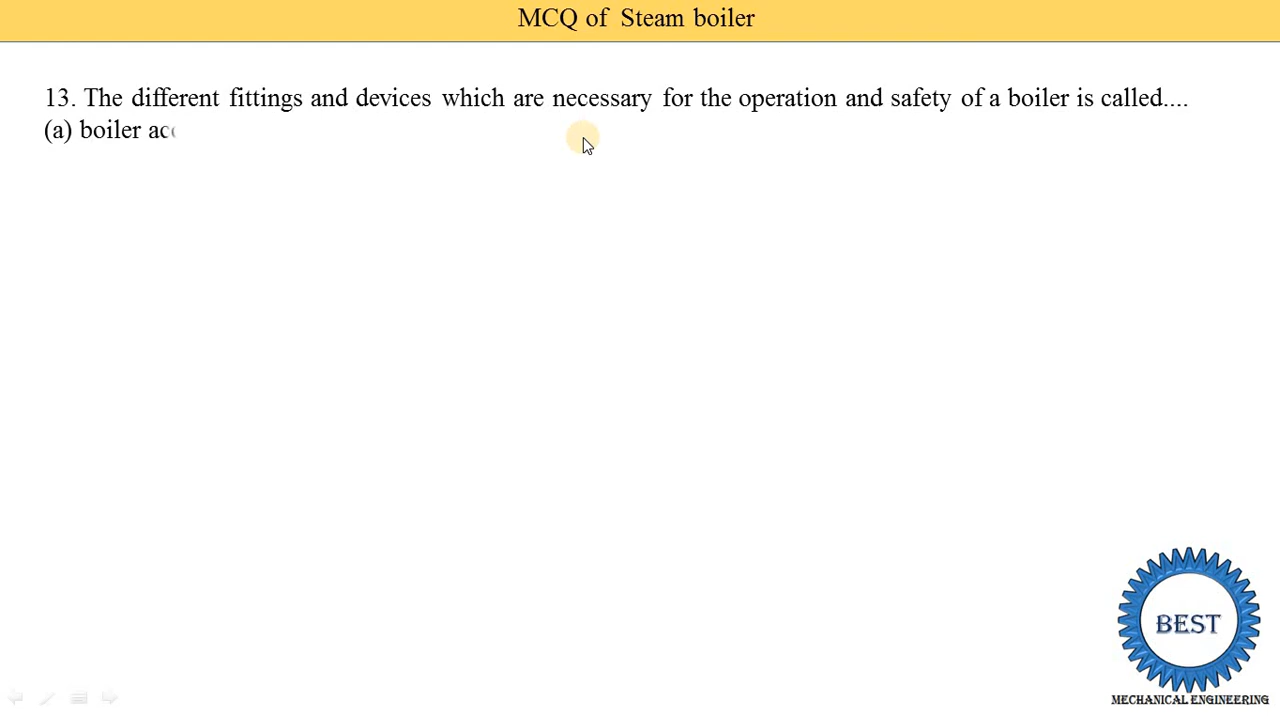 MCQ of Steam boiler
13. The different fittings and devices which are necessary for the operation and safety of a boiler is called....
(a) boiler
BEST
MECHANICAL ENGINEERING